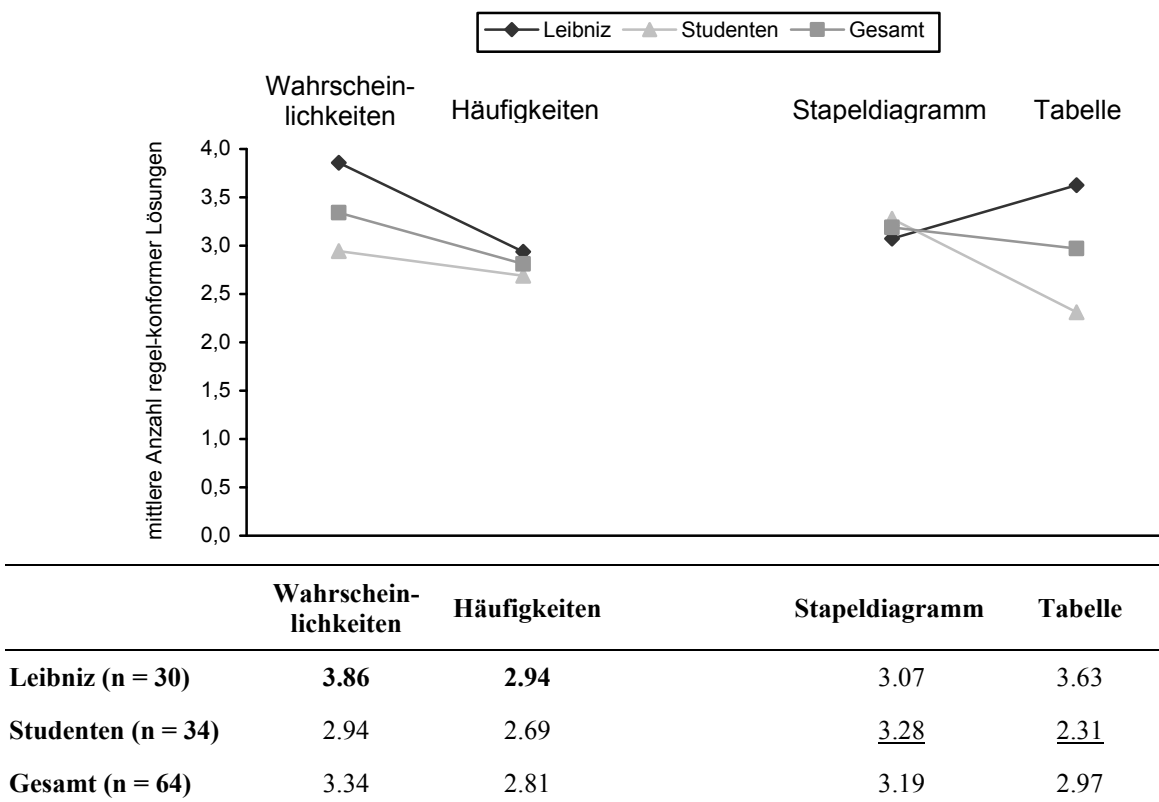 Leibniz Studenten Gesamt
Wahrschein-
lichkeiten
Häufigkeiten
Stapeldiagramm
Tabelle
mittlere Anzahl regel-konformer Lösungen
4,0
3,5
3,0
2,5
2,0
1,5
1,0
0,5
0,0
Wahrschein-
lichkeiten Häufigkeiten Stapeldiagramm Tabelle
Leibniz (n = 30) 3.86 2.94 3.07 3.63
Studenten (n = 34) 2.94 2.69 3.28 2.31
Gesamt (n = 64) 3.34 2.81 3.19 2.97